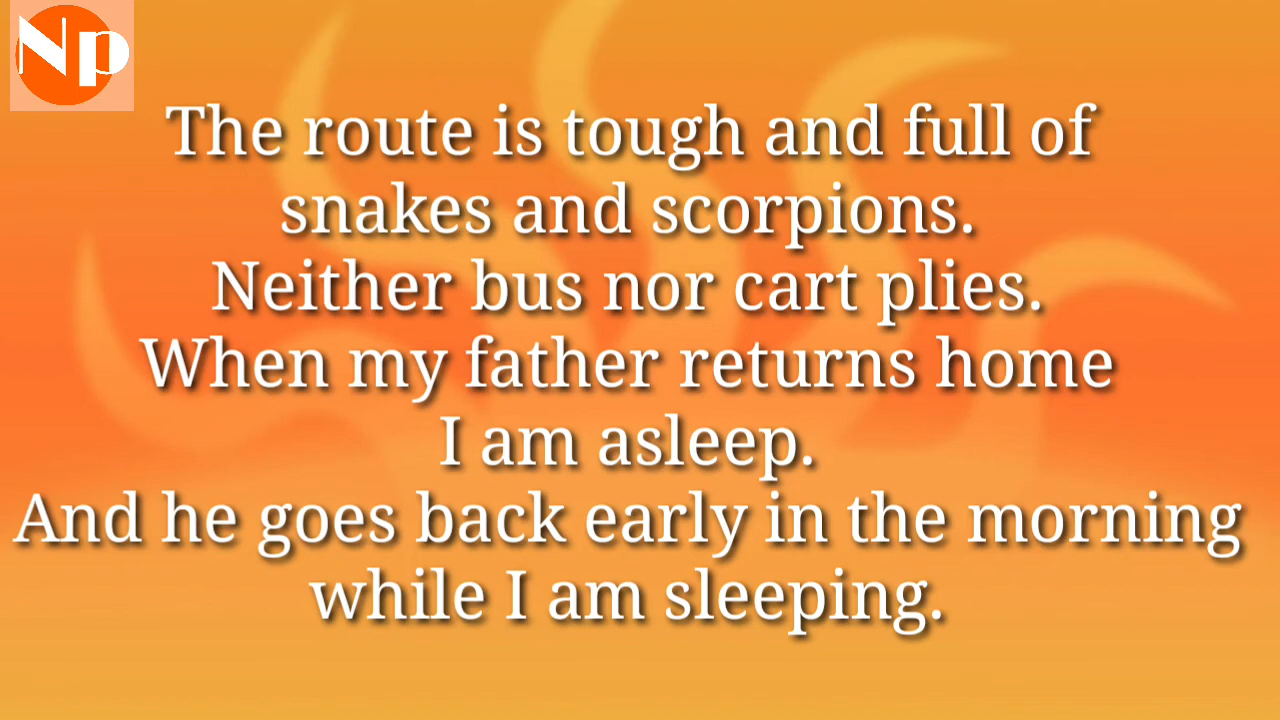 Np
The route is tough and full of
snakes and scorpions.
Neither bus nor cart plies.
When my father returns home
I am asleep.
And he goes back early in the morning
while I am sleeping.